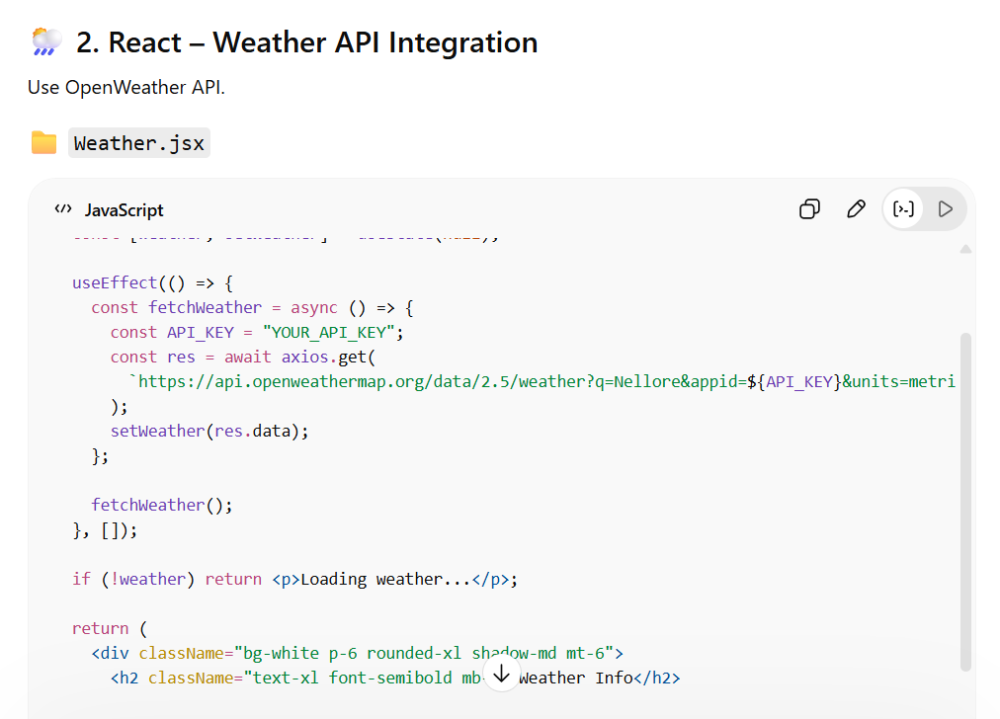 2. React – Weather API Integration
Use OpenWeather API.
Weather.jsx
JavaScript
useEffect(() => {
const fetchWeather = async () => {
const API_KEY = "YOUR_API_KEY";
const res = await axios.get(
`https://api.openweathermap.org/data/2.5/weather?q=Nellore&appid=${API_KEY}&units=metri
);
setWeather(res.data);
};
fetchWeather();
}, []);
if (!weather) return <p>Loading weather...</p>;
return (
<div className="bg-white p-6 rounded-xl shadow-md mt-6">
<h2 className="text-xl font-semibold mb- Weather Info</h2>